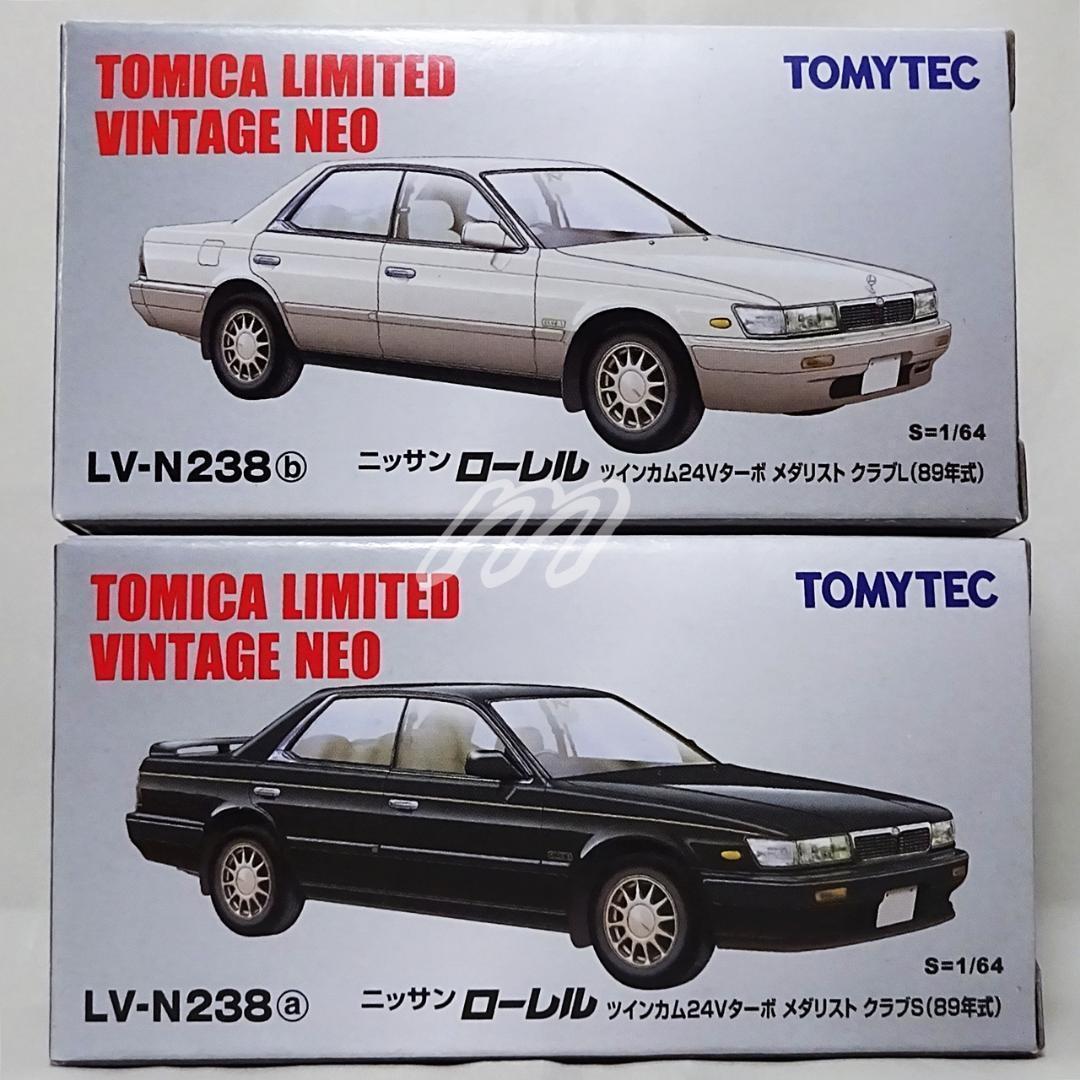 TOMICA LIMITED
VINTAGE NEO
TOMYTEC
S=1/64
LV-N238ⓑ ニッサン ローレル ツインカム24Vターボ メダリスト クラブL(89年式)
m
TOMICA LIMITED
VINTAGE NEO
TOMYTEC
S=1/64
LV-N238ⓐ ニッサン ローレル ツインカム24Vターボ メダリスト クラブS(89年式)